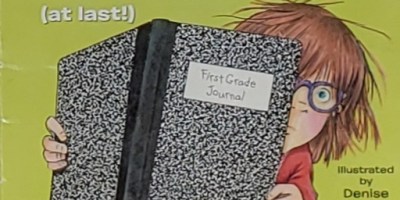 (at last!)
First Grade
Journal
Illustrated
by
Denise